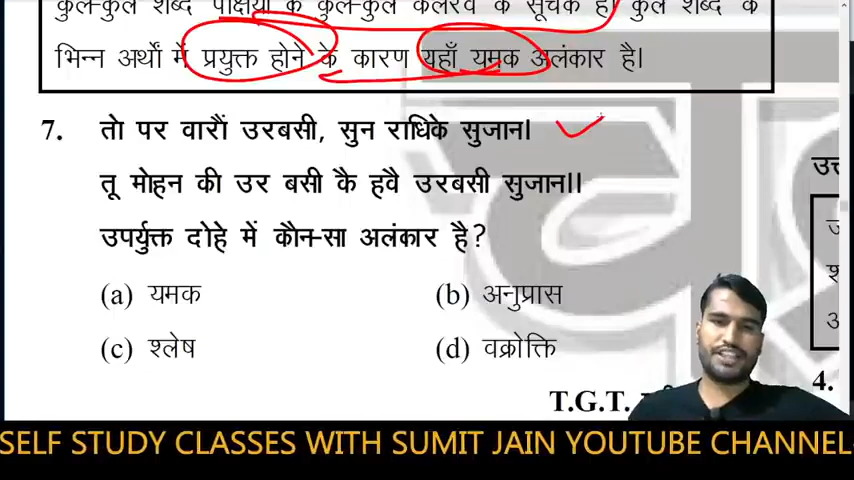 कुल-कुल शब्द पक्षियों के कुल-कुल कलरव के सूचक हैं। कुल शब्द के
भिन्न अर्थों में प्रयुक्त होने के कारण यहाँ यमक अलंकार है।
7. तो पर वारौं उरबसी, सुन राधिके सुजान।
तू मोहन की उर बसी कै हवै उरबसी सुजान।।
उपर्युक्त दोहे में कौन-सा अलंकार है?
(a) यमक (b) अनुप्रास
(c) श्लेष (d) वक्रोक्ति
T.G.T.
4.
SELF STUDY CLASSES WITH SUMIT JAIN YOUTUBE CHANNEL